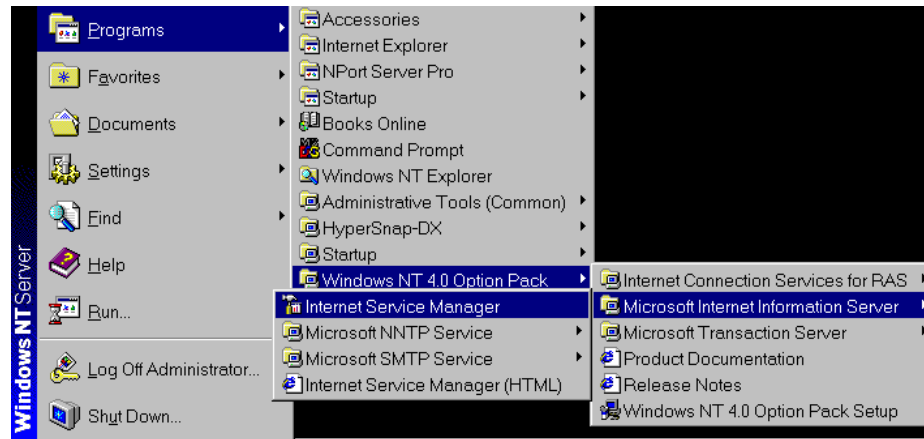 Programs
Favorites
Documents
Settings
Find
Help
Run...
Log Off Administrator...
Shut Down...
Windows NT Server
Accessories
Internet Explorer
NPort Server Pro
Startup
Books Online
Command Prompt
Windows NT Explorer
Administrative Tools (Common)
HyperSnap-DX
Startup
Windows NT 4.0 Option Pack
Internet Connection Services for RAS
Microsoft Internet Information Server
Microsoft Transaction Server
Product Documentation
Release Notes
Windows NT 4.0 Option Pack Setup
Internet Service Manager
Microsoft NNTP Service
Microsoft SMTP Service
Internet Service Manager (HTML)